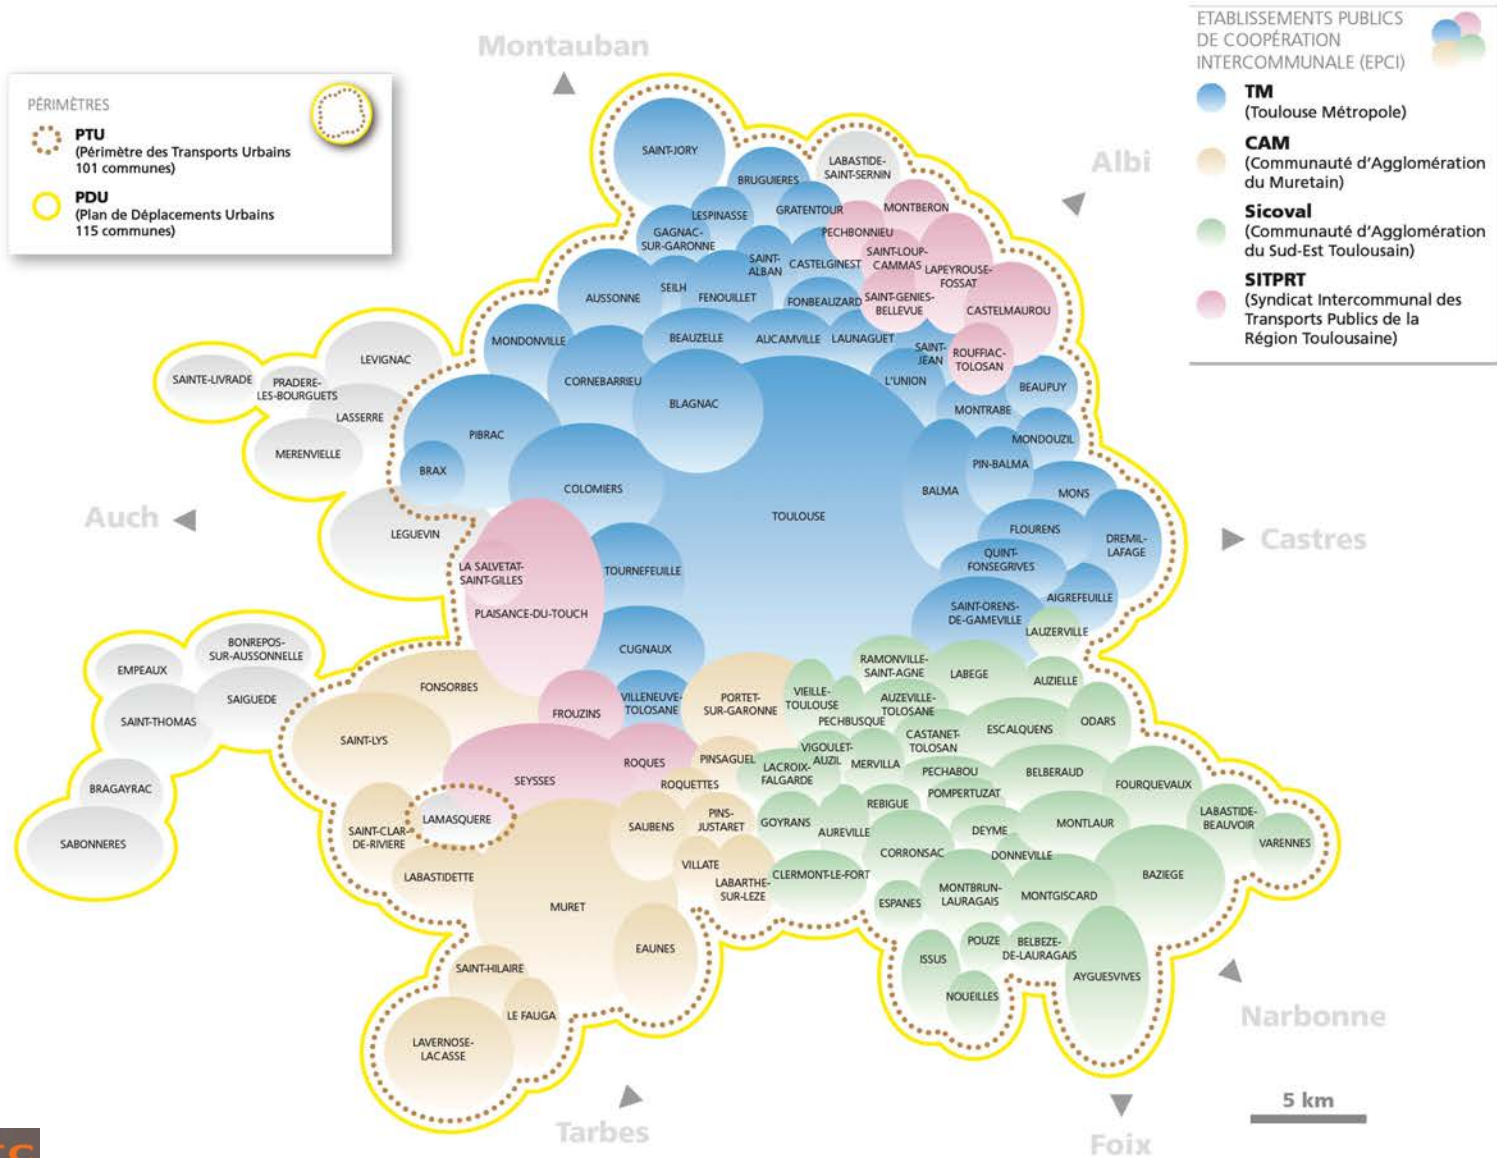 Montauban
Albi
Auch
Castres
Narbonne
Foix
Tarbes
PÉRIMÈTRES
PTU
(Périmètre des Transports Urbains
101 communes)
PDU
(Plan de Déplacements Urbains
115 communes)
ETABLISSEMENTS PUBLICS
DE COOPÉRATION
INTERCOMMUNALE (EPCI)
TM
(Toulouse Métropole)
CAM
(Communauté d'Agglomération
du Muretain)
Sicoval
(Communauté d'Agglomération
du Sud-Est Toulousain)
SITPRT
(Syndicat Intercommunal des
Transports Publics de la
Région Toulousaine)
SAINT-JORY
LABASTIDE-
SAINT-SERNIN
BRUGUIERES
LESPINASSE
GRATENTOUR
MONTBERON
GAGNAC-
SUR-GARONNE
PECHBONNIEU
SAINT-
ALBAN
CASTELGINEST
SAINT-LOUP-
CAMMAS
LAPEYROUSE-
FOSSAT
AUSSONNE
SEILH
FENOUILLET
FONBEAUZARD
SAINT-GENIES-
BELLEVUE
CASTELMAUROU
MONDONVILLE
BEAUZELLE
AUCAMVILLE
LAUNAGUET
SAINT-
JEAN
ROUFFIAC-
TOLOSAN
LEVIGNAC
SAINTE-LIVRADE
PRADERE-
LES-BOURGUETS
CORNEBARRIEU
L'UNION
BEAUPUY
LASSERRE
BLAGNAC
MONTRABE
MERENVIELLE
PIBRAC
MONDOUZIL
BRAX
PIN-BALMA
COLOMIERS
BALMA
MONS
TOULOUSE
LEGUEVIN
FLOURENS
DREMIL-
LAFAGE
QUINT-
FONSEGRIVES
LA SALVETAT-
SAINT-GILLES
TOURNEFEUILLE
AIGREFEUILLE
PLAISANCE-DU-TOUCH
SAINT-ORENS-
DE-GAMEVILLE
LAUZERVILLE
BONREPOS-
SUR-AUSSONNELLE
CUGNAUX
EMPEAUX
RAMONVILLE-
SAINT-AGNE
LABEGE
AUZIELLE
FONSORBES
SAIGUEDE
VILLENEUVE-
TOLOSANE
PORTET-
SUR-GARONNE
VIEILLE-
TOULOUSE
AUZEVILLE-
TOLOSANE
SAINT-THOMAS
FROUZINS
PECHBUSQUE
ESCALQUENS
ODARS
SAINT-LYS
CASTANET-
TOLOSAN
VIGOULET-
AUZIL
ROQUES
PINSAGUEL
MERVILLA
SEYSSES
LACROIX-
FALGARDE
PECHABOU
BELBERAUD
FOURQUEVAUX
ROQUETTES
BRAGAYRAC
POMPERTUZAT
REBIGUE
LAMASQUERE
SAINT-CLAR-
DE-RIVIERE
SAUBENS
PINS-
JUSTARET
GOYRANS
AUREVILLE
DEYME
MONTLAUR
LABASTIDE-
BEAUVOIR
SABONNERES
VARENNES
CORRONSAC
DONNEVILLE
LABASTIDETTE
VILLATE
LABARTHE-
SUR-LEZE
CLERMONT-LE-FORT
BAZIEGE
MURET
ESPANES
MONTBRUN-
LAURAGAIS
MONTGISCARD
EAUNES
POUZE
BELBEZE-
DE-LAURAGAIS
ISSUS
AYGUESVIVES
SAINT-HILAIRE
NOUEILLES
LE FAUGA
LAVERNOSE-
LACASSE
5 km